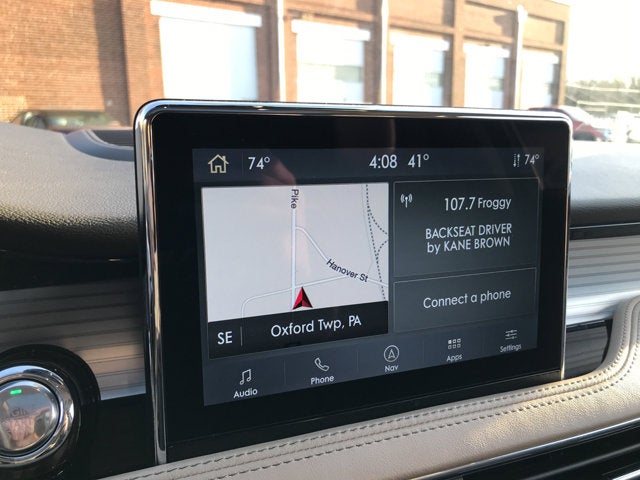 74°
4:08 41°
74°
Pike
Hanover St
SE Oxford Twp, PA
107.7 Froggy
BACKSEAT DRIVER
by KANE BROWN
Connect a phone
Audio
Phone
Nav
Apps
Settings